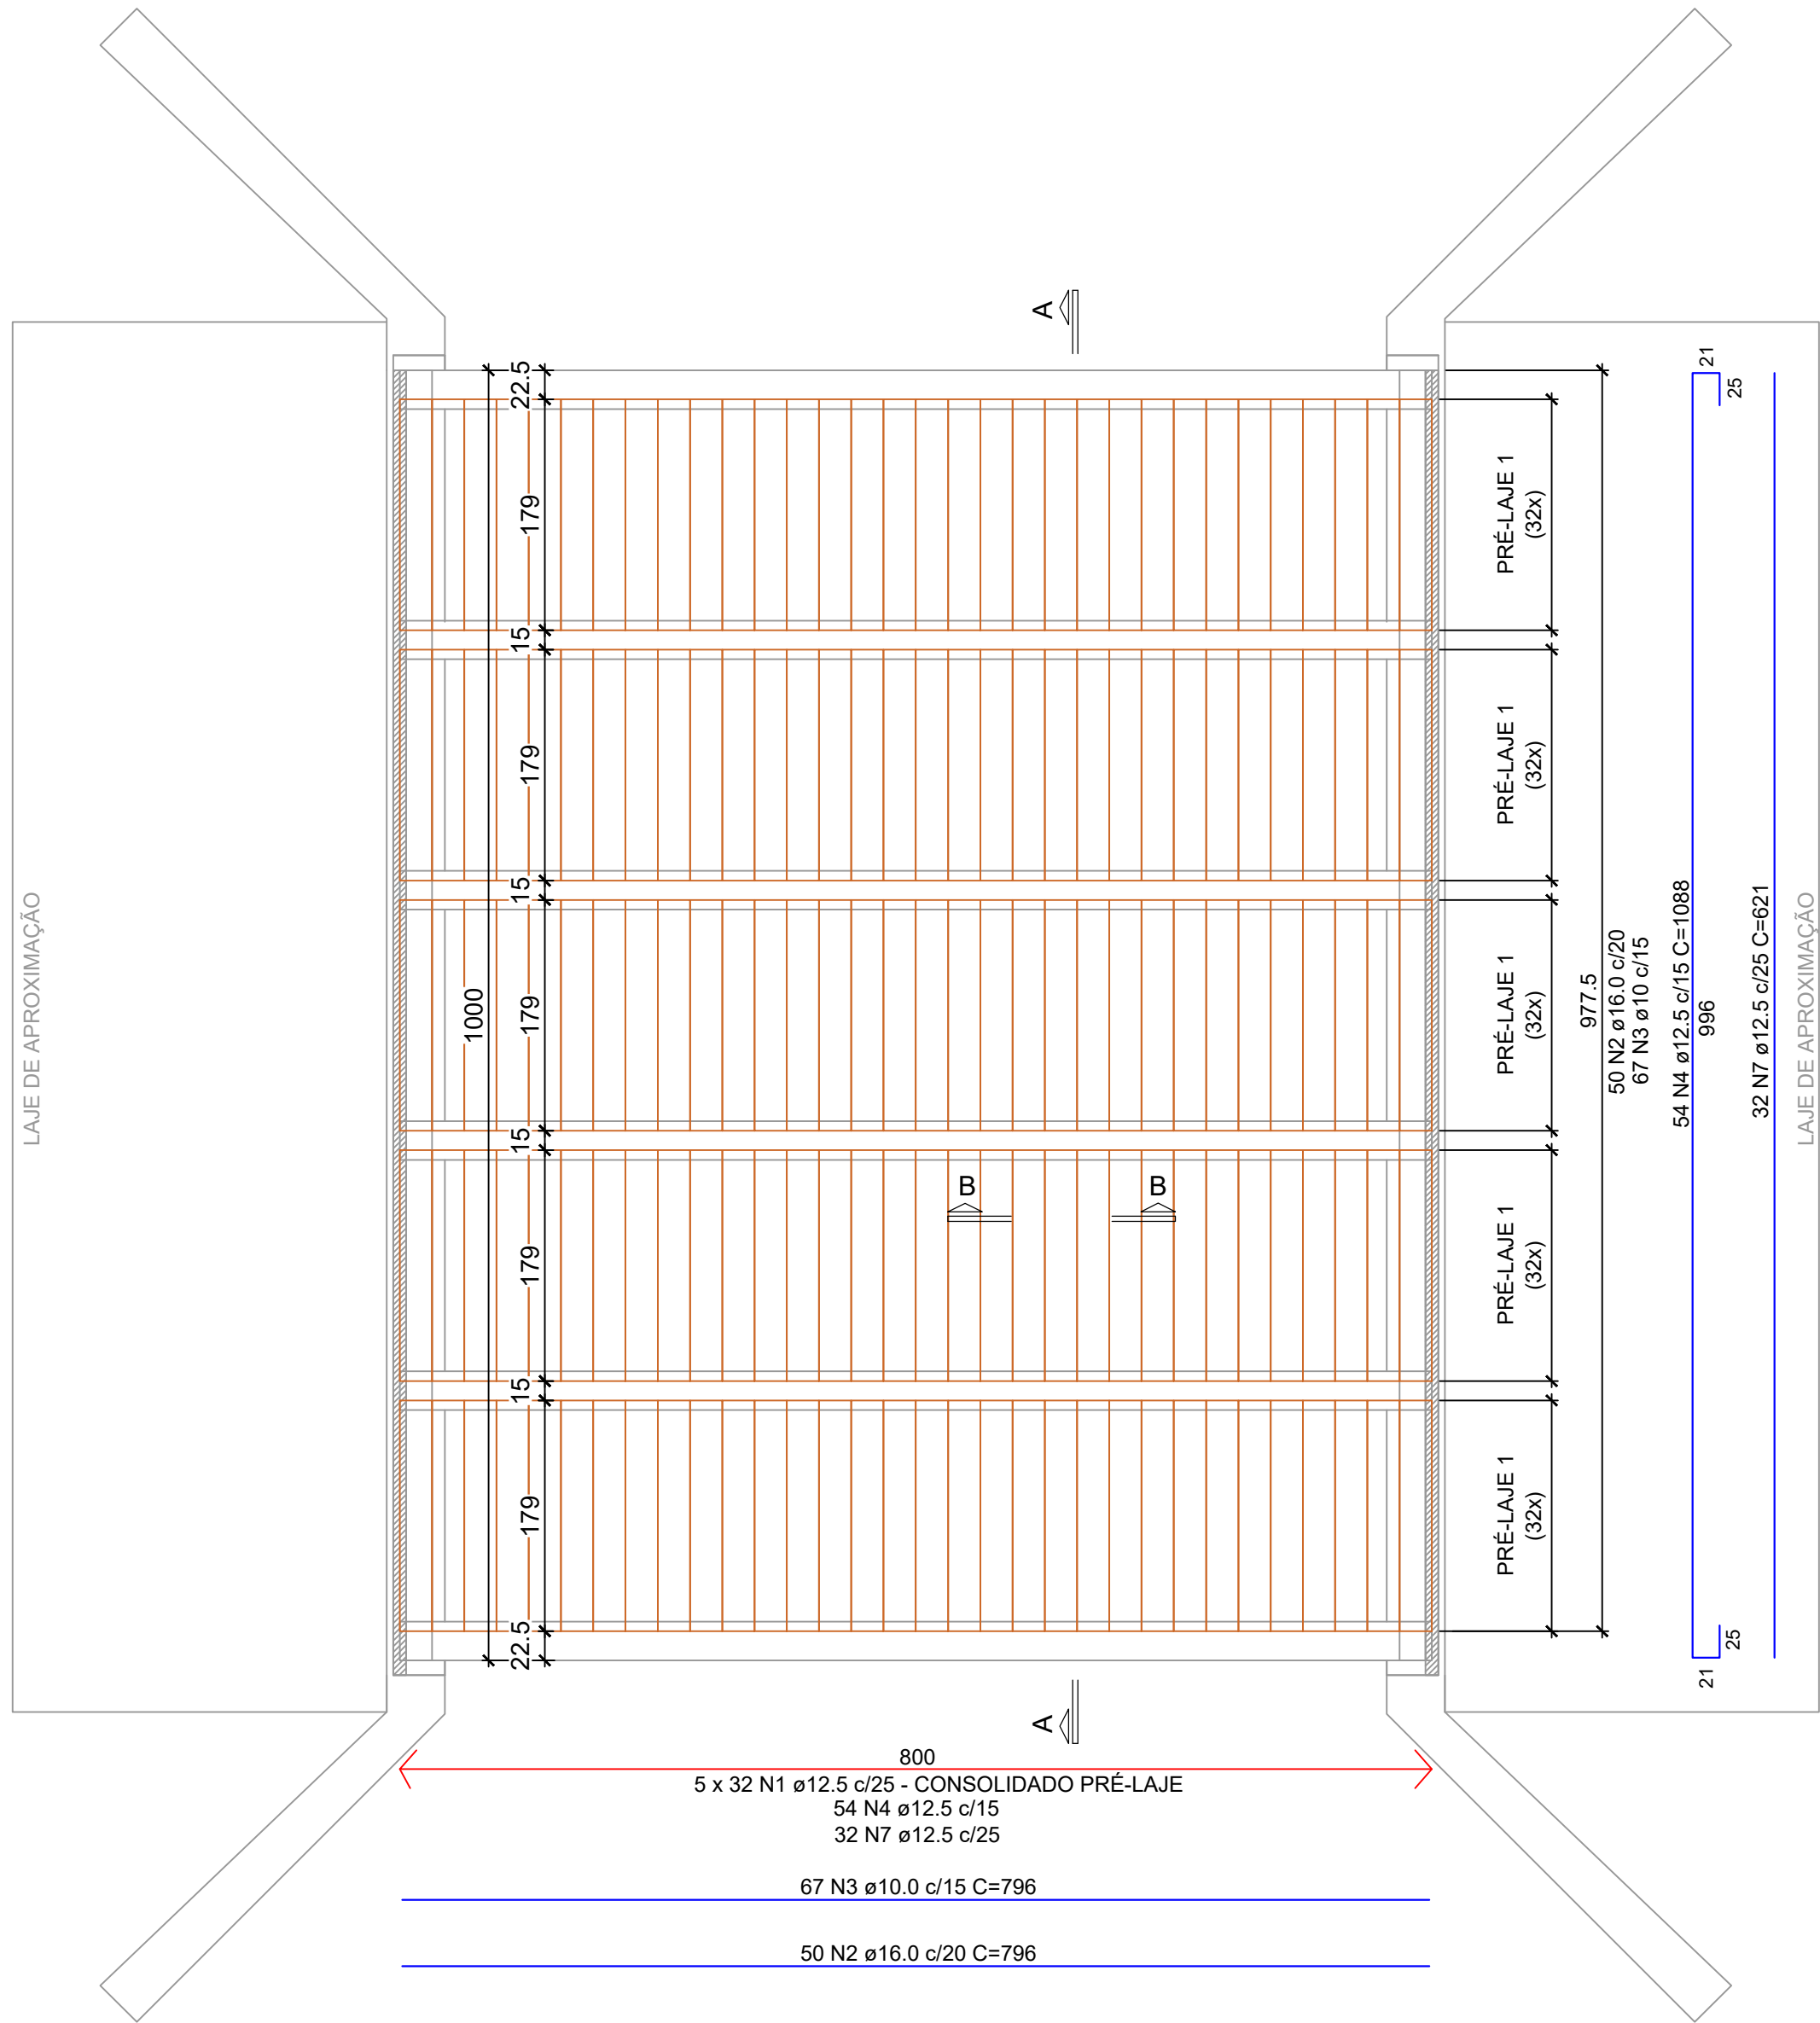 A
22.5
179
15
179
15
179
15
179
15
179
22.5
1000
LAJE DE APROXIMAÇÃO
PRÉ-LAJE 1
(32x)
PRÉ-LAJE 1
(32x)
PRÉ-LAJE 1
(32x)
PRÉ-LAJE 1
(32x)
PRÉ-LAJE 1
(32x)
977.5
50 N2 ø16.0 c/20
67 N3 ø10 c/15
54 N4 ø12.5 c/15 C=1088
996
21
25
25
21
32 N7 ø12.5 c/25 C=621
LAJE DE APROXIMAÇÃO
B
B
A
800
5 x 32 N1 ø12.5 c/25 - CONSOLIDADO PRÉ-LAJE
54 N4 ø12.5 c/15
32 N7 ø12.5 c/25
67 N3 ø10.0 c/15 C=796
50 N2 ø16.0 c/20 C=796